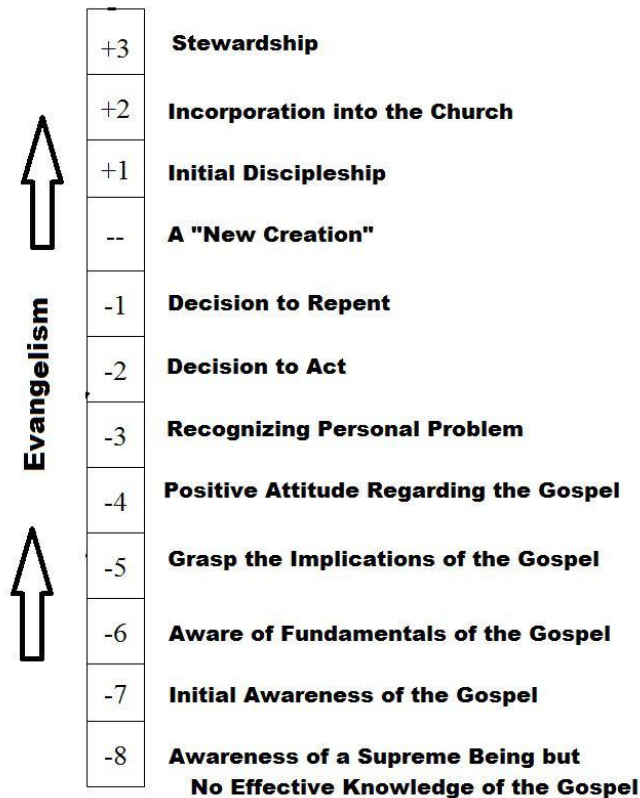 +3 Stewardship
+2 Incorporation into the Church
+1 Initial Discipleship
-- A "New Creation"
-1 Decision to Repent
-2 Decision to Act
-3 Recognizing Personal Problem
-4 Positive Attitude Regarding the Gospel
-5 Grasp the Implications of the Gospel
-6 Aware of Fundamentals of the Gospel
-7 Initial Awareness of the Gospel
-8 Awareness of a Supreme Being but
No Effective Knowledge of the Gospel
Evangelism